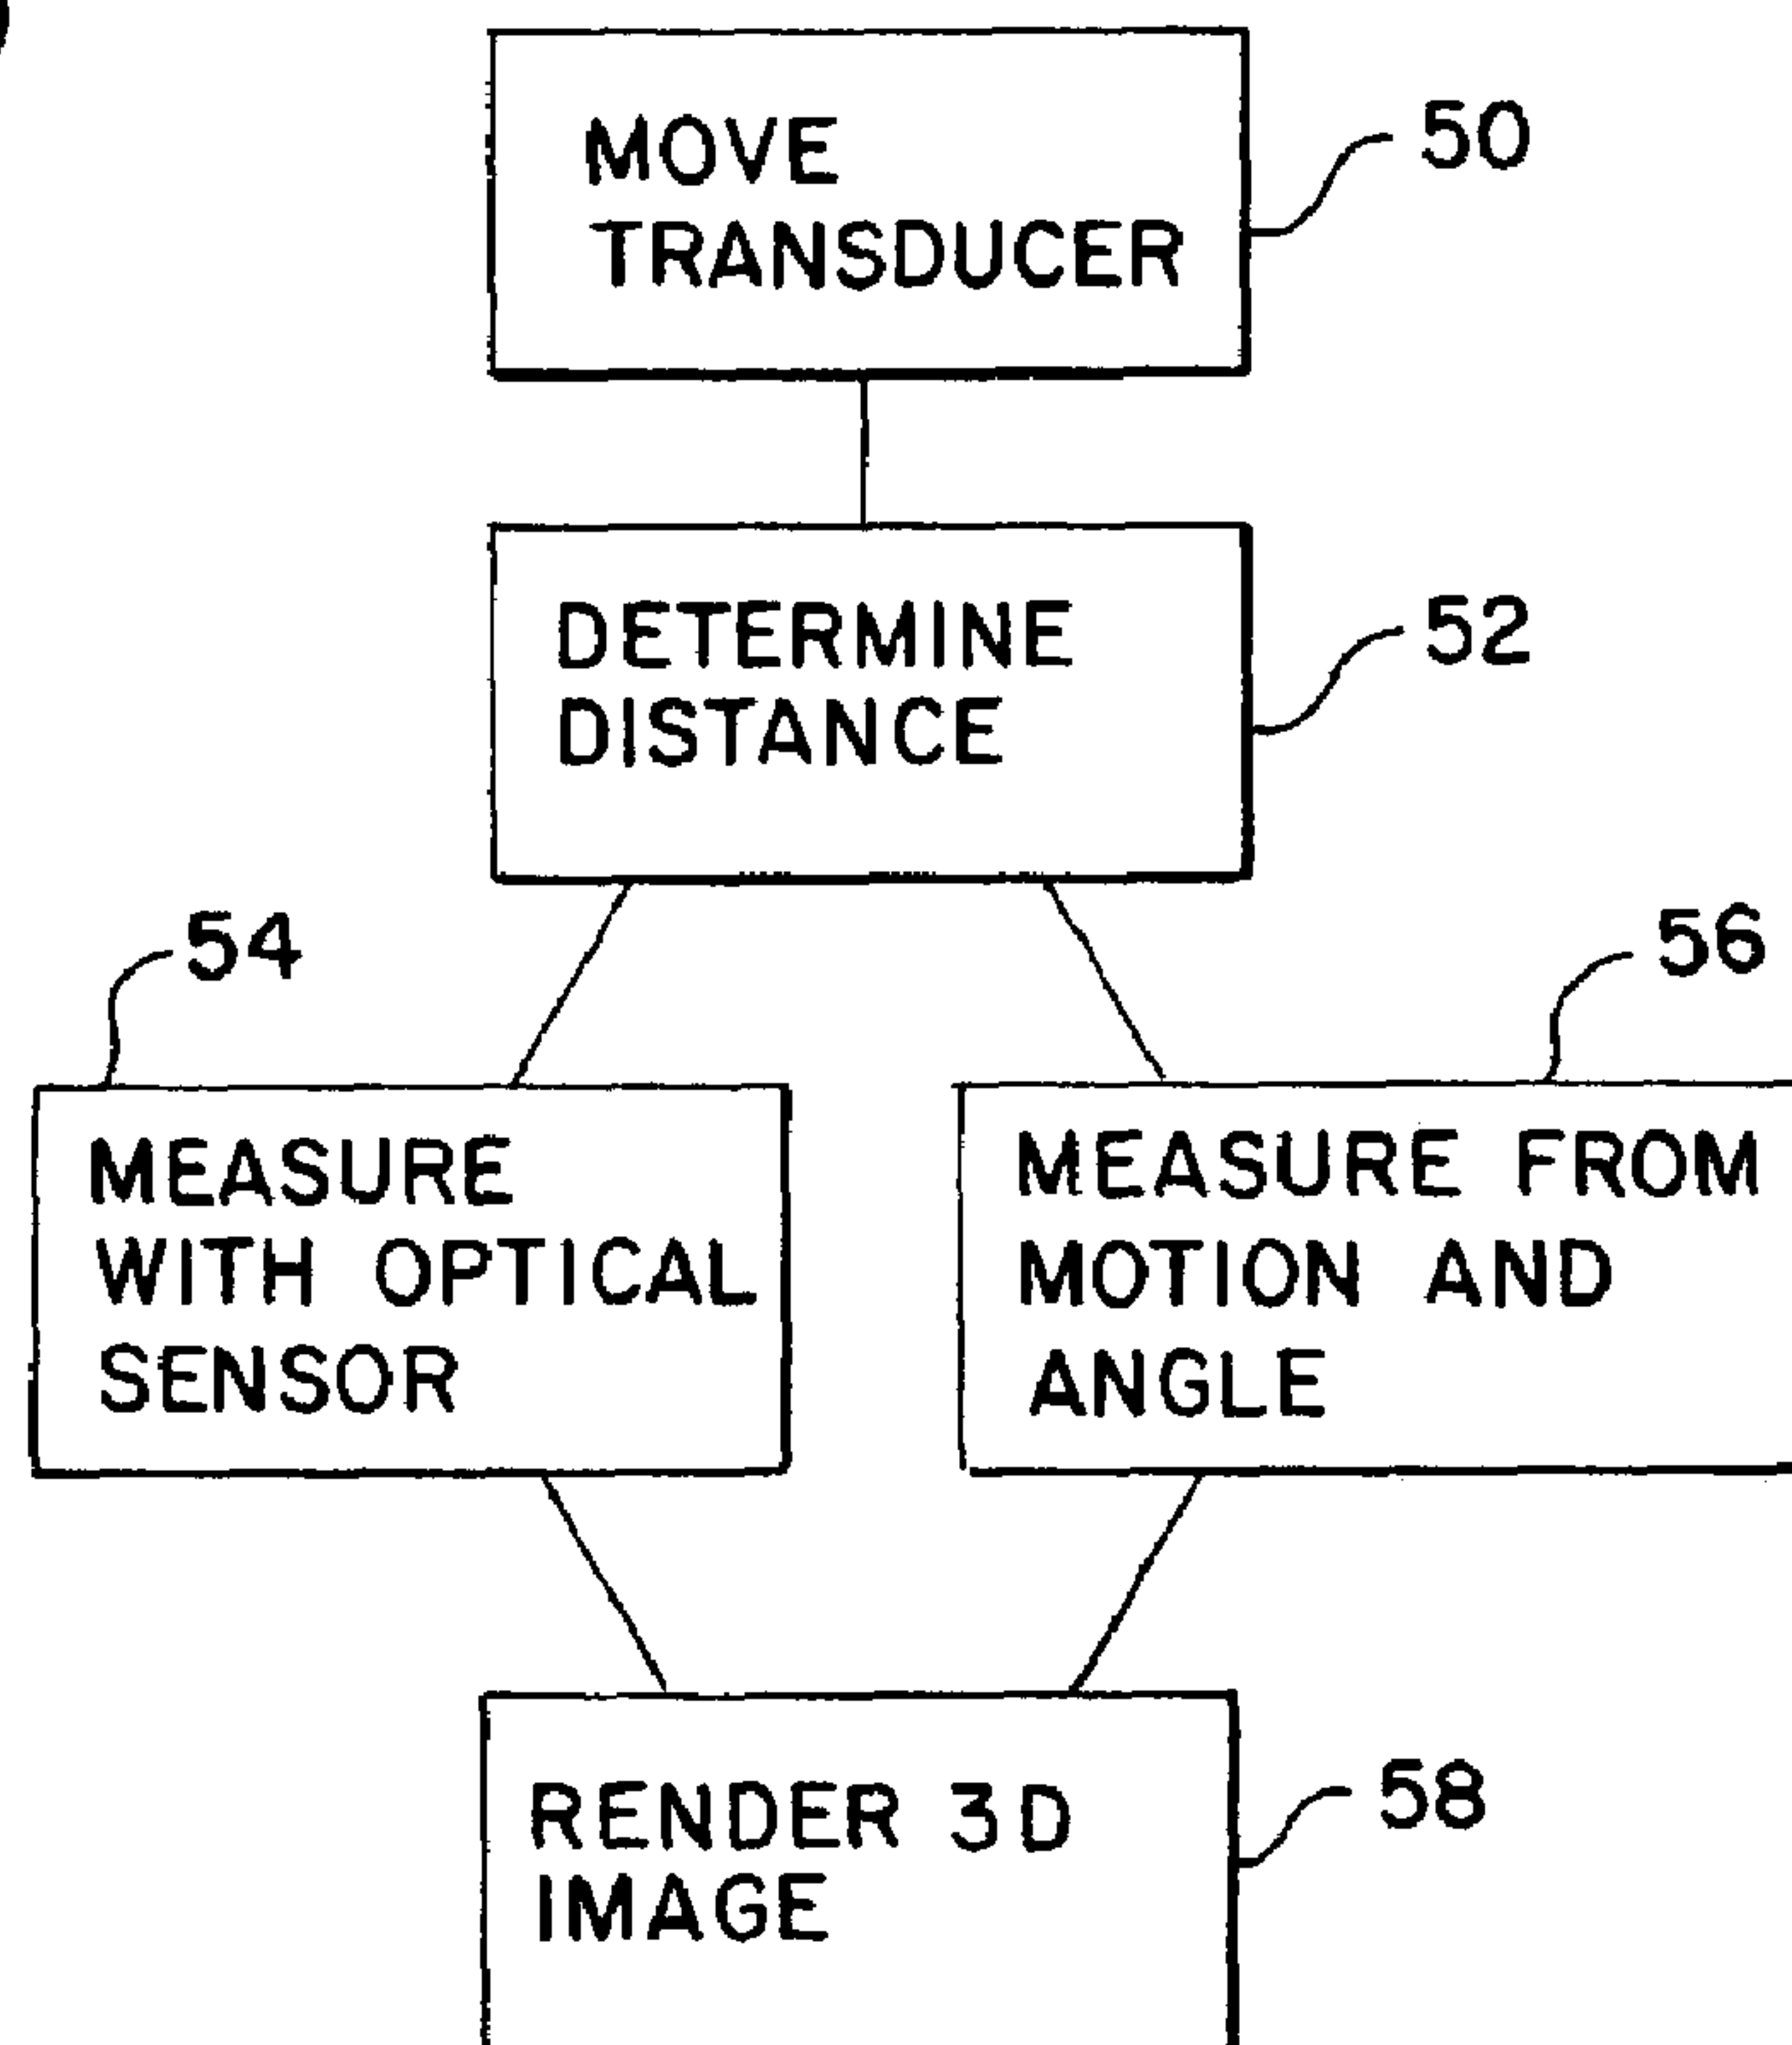 MOVE
TRANSDUCER
50
DETERMINE
DISTANCE
52
54
56
MEASURE
WITH OPTICAL
SENSOR
MEASURE FROM
MOTION AND
ANGLE
RENDER 3D
IMAGE
58